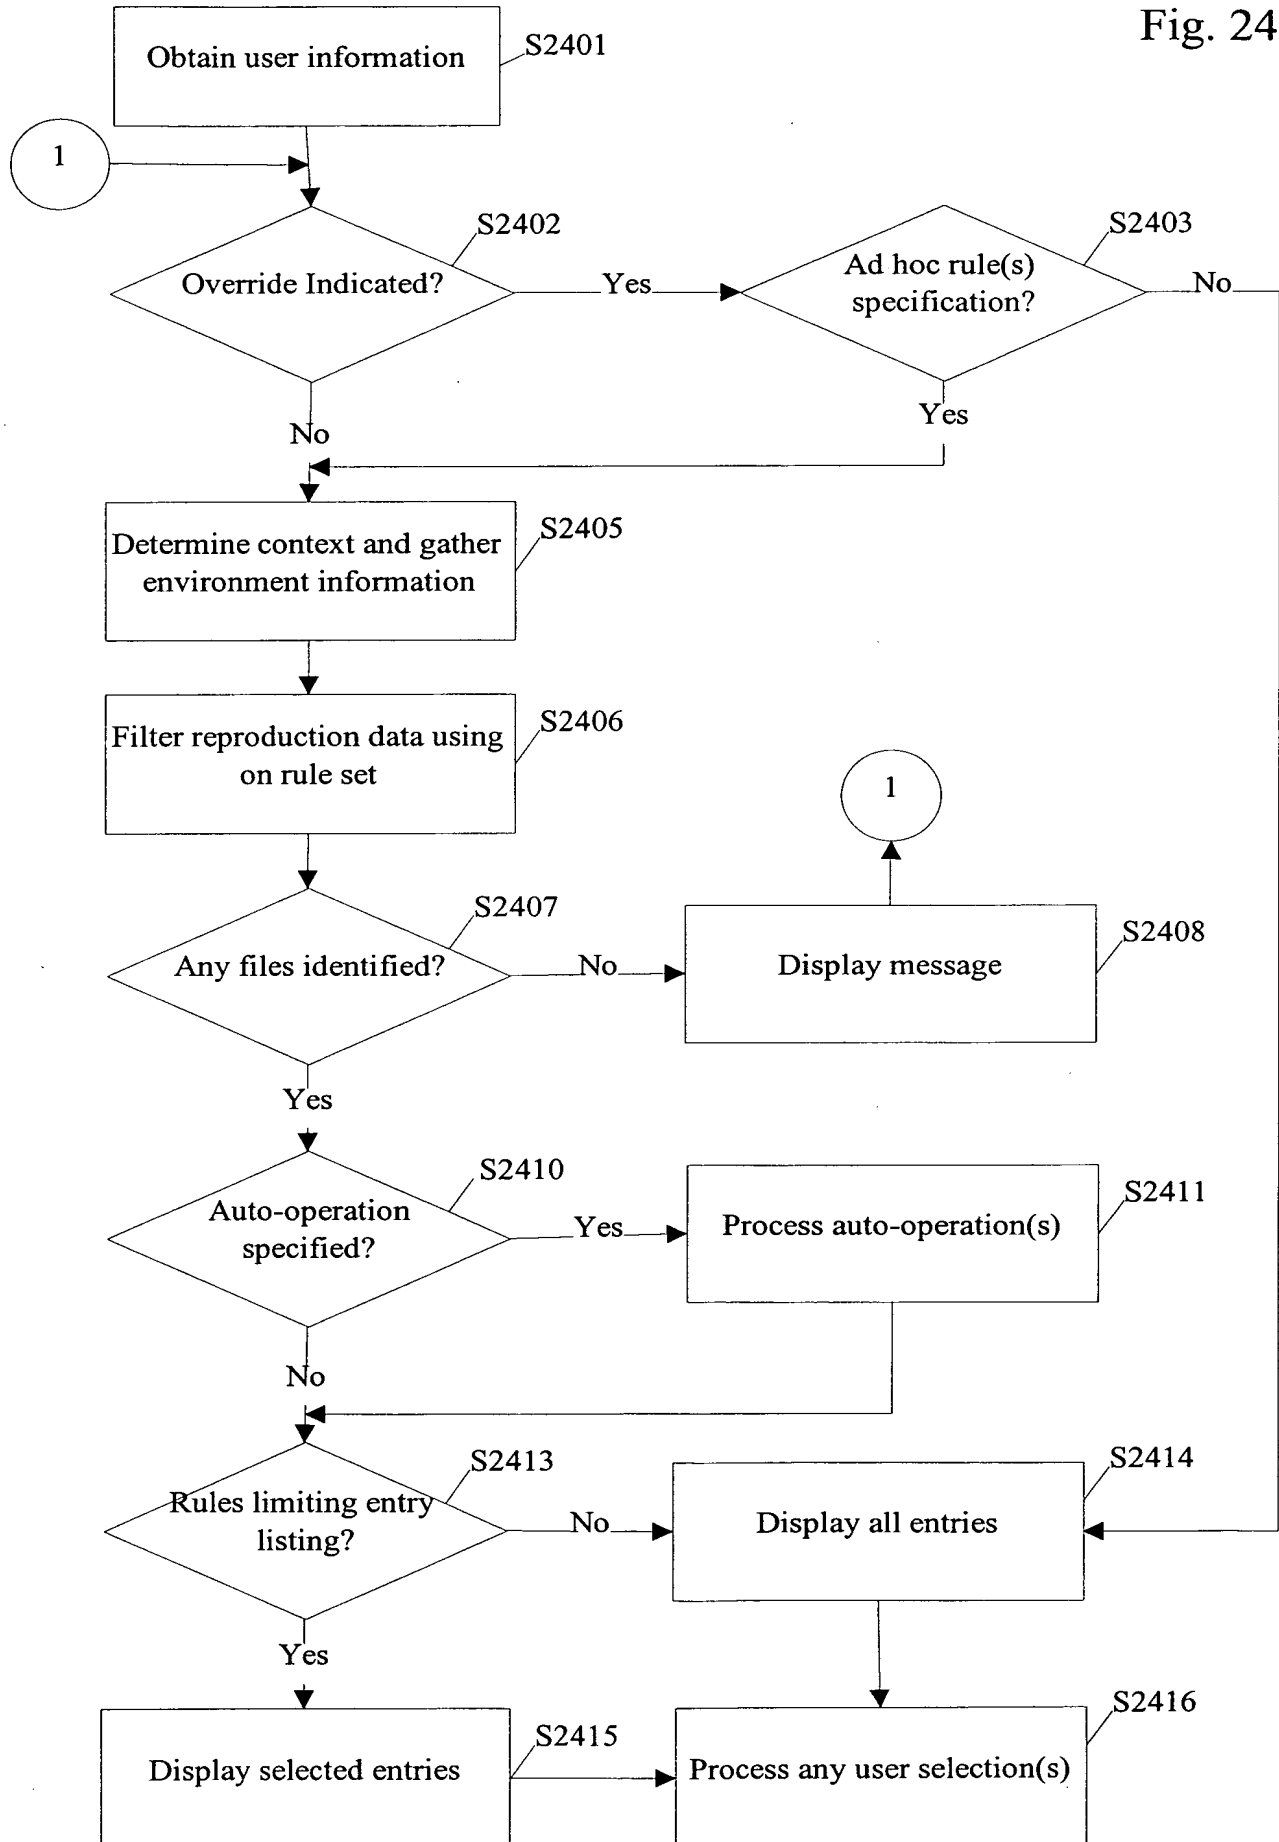 Fig. 24
Obtain user information
S2401
1
S2402
Override Indicated?
Yes
S2403
Ad hoc rule(s)
specification?
No
No
Yes
Determine context and gather
environment information
S2405
Filter reproduction data using
on rule set
S2406
1
S2407
Any files identified?
No
Display message
S2408
Yes
S2410
Auto-operation
specified?
Yes
Process auto-operation(s)
S2411
No
S2413
Rules limiting entry
listing?
No
Display all entries
S2414
Yes
Display selected entries
S2415
Process any user selection(s)
S2416